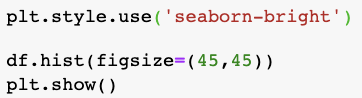 plt.style.use('seaborn-bright')
df.hist(figsize=(45,45))
plt.show()